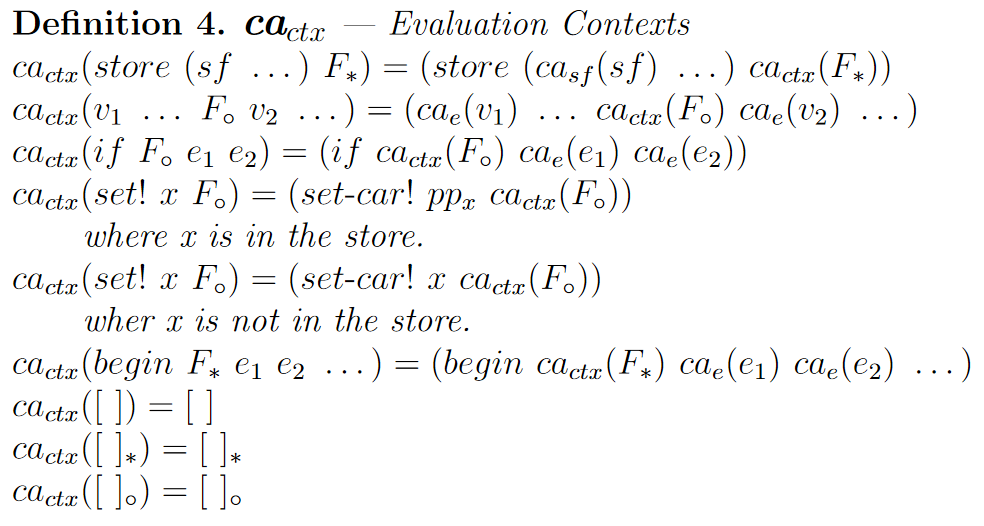 Definition 4. ca_ctx — Evaluation Contexts
ca_ctx(store (sf ...) F_*) = (store (ca_sf(sf) ...) ca_ctx(F_*))
ca_ctx(v_1 ... F_∘ v_2 ...) = (ca_e(v_1) ... ca_ctx(F_∘) ca_e(v_2) ...)
ca_ctx(if F_∘ e_1 e_2) = (if ca_ctx(F_∘) ca_e(e_1) ca_e(e_2))
ca_ctx(set! x F_∘) = (set-car! pp_x ca_ctx(F_∘))
where x is in the store.
ca_ctx(set! x F_∘) = (set-car! x ca_ctx(F_∘))
wher x is not in the store.
ca_ctx(begin F_* e_1 e_2 ...) = (begin ca_ctx(F_*) ca_e(e_1) ca_e(e_2) ...)
ca_ctx([ ]) = [ ]
ca_ctx([ ]_*) = [ ]_*
ca_ctx([ ]_∘) = [ ]_∘